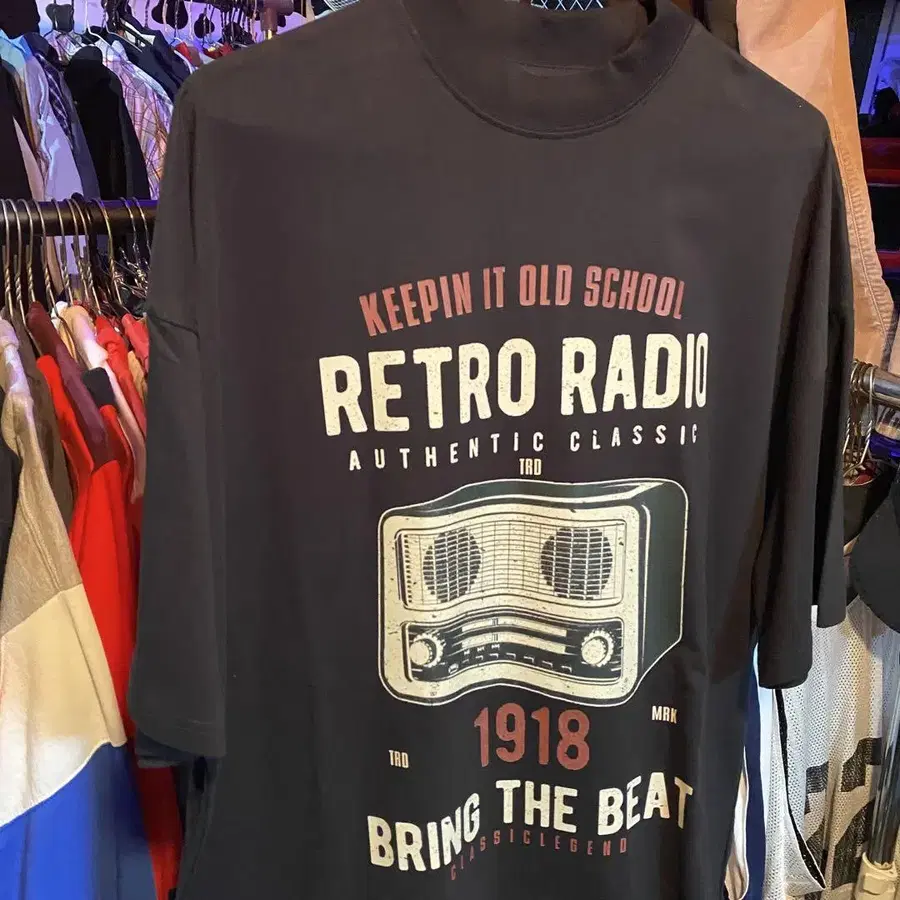 KEEPIN IT OLD SCHOOL
RETRO RADIO
AUTHENTIC CLASSIC
TRD
1918
MRK
TRD
BRING THE BEAT
CLASSICLEGEND